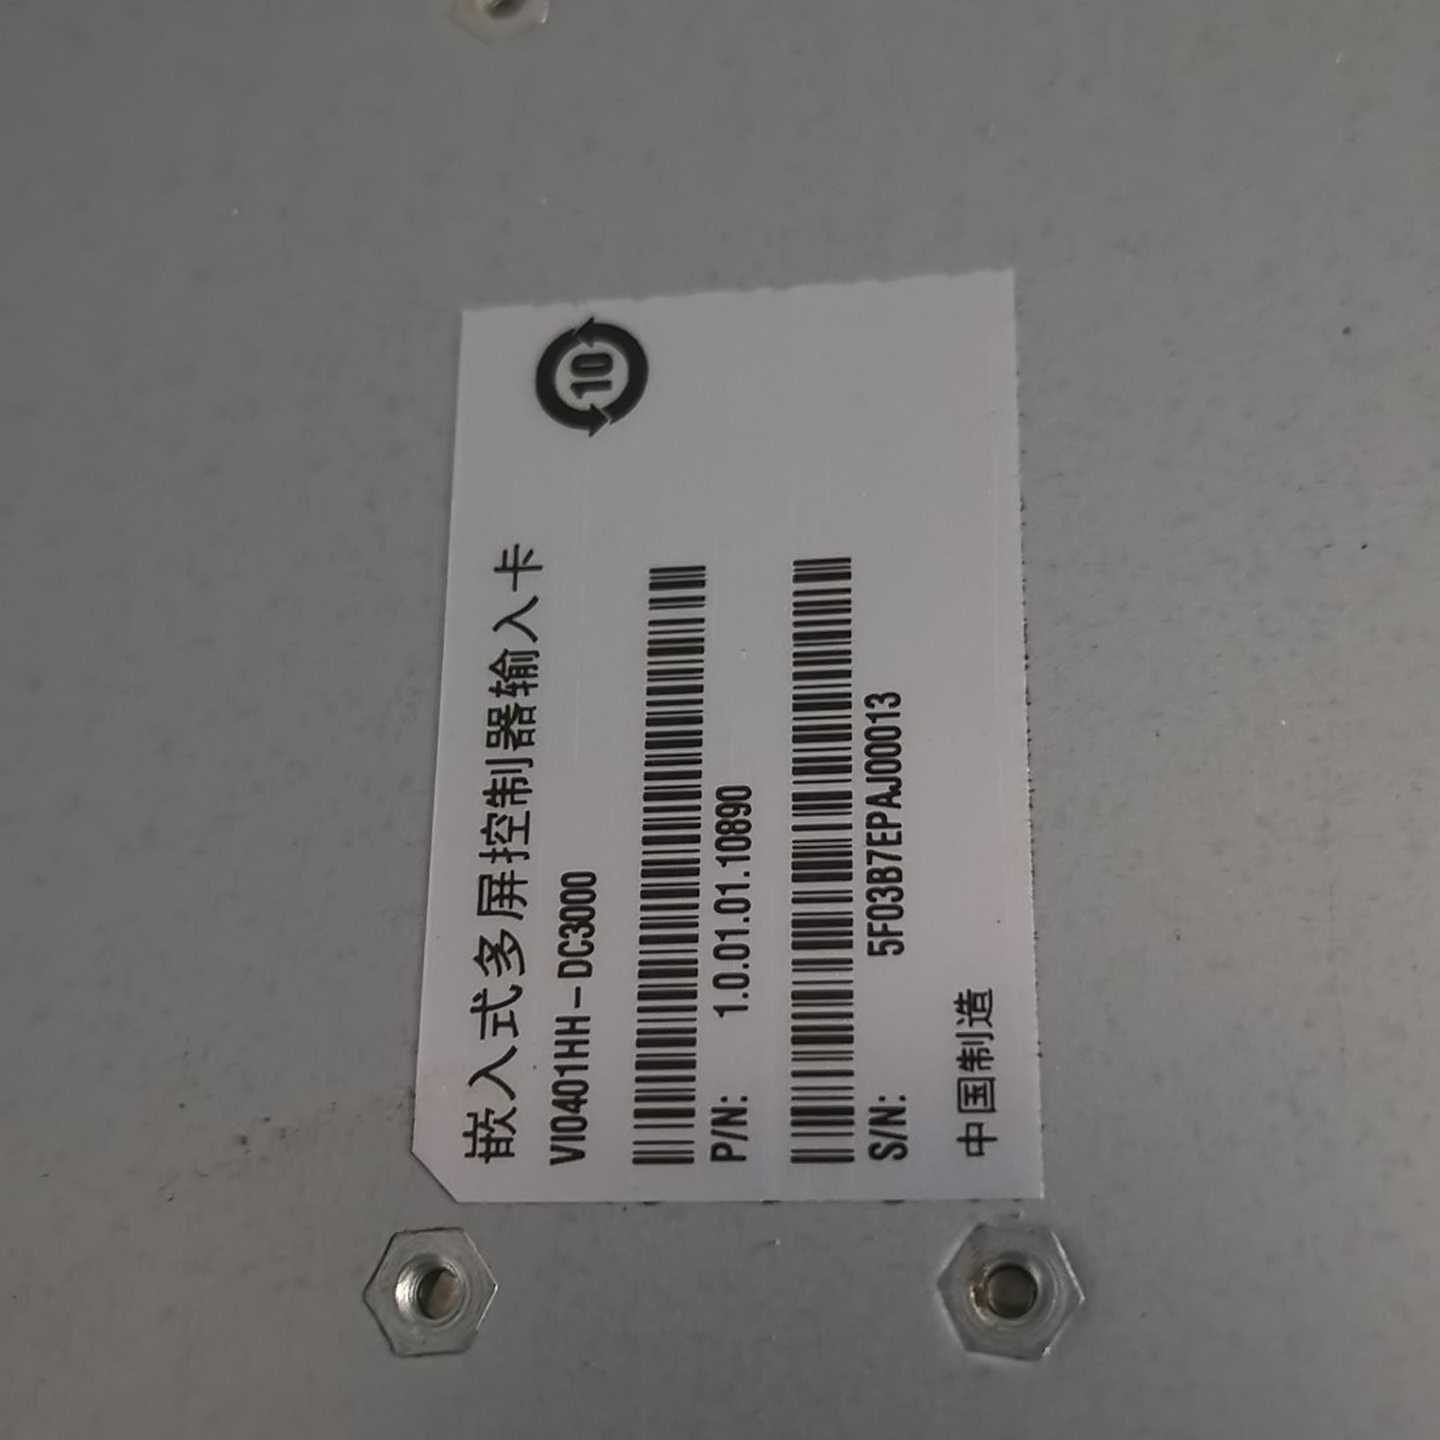 嵌入式多屏控制器输入卡
VI0401HH-DC3000
P/N: 1.0.01.01.10890
S/N: 5F03B7EPAJ00013
中国制造
10